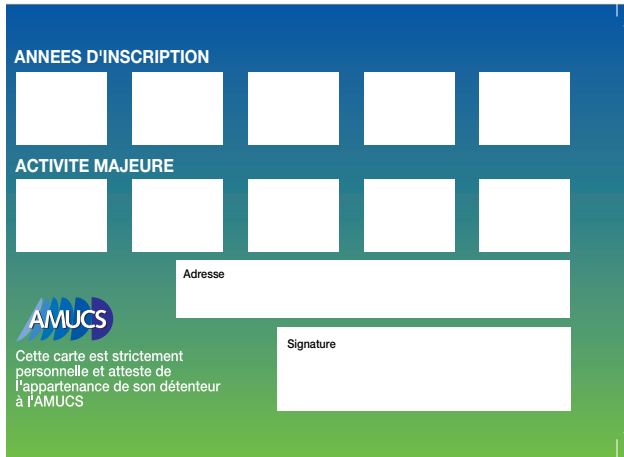 ANNEES D'INSCRIPTION
ACTIVITE MAJEURE
Adresse
AMUCS
Signature
Cette carte est strictement
personnelle et atteste de
l'appartenance de son détenteur
à l'AMUCS